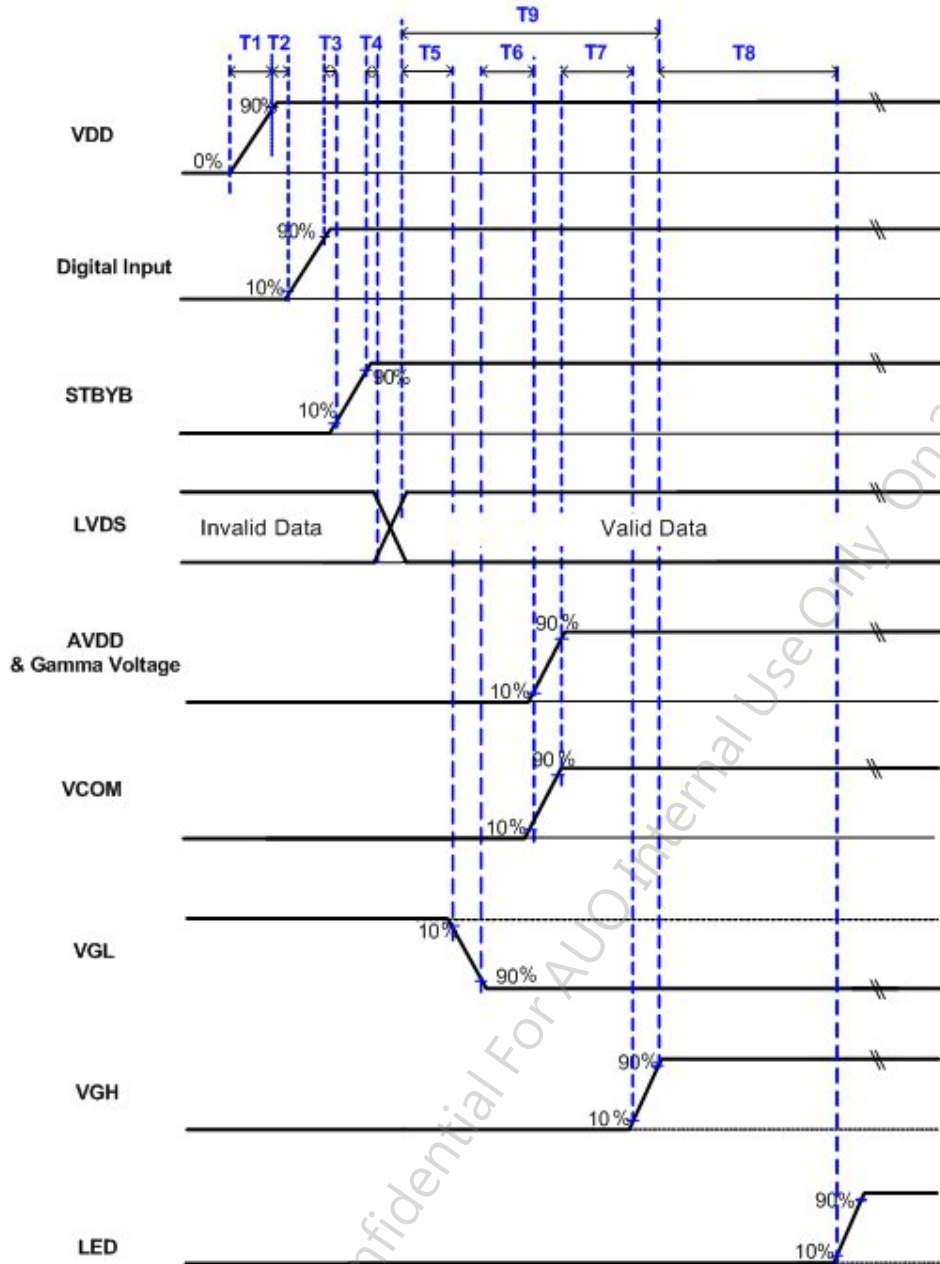 T9
T1 T2 T3 T4 T5 T6 T7 T8
90%
VDD
0%
90%
Digital Input
10%
STBYB
90%
10%
LVDS
Invalid Data
Valid Data
AVDD
& Gamma Voltage
90%
10%
VCOM
90%
10%
VGL
10%
90%
VGH
90%
10%
LED
90%
10%
nfidential For AUO Internal Use Only On